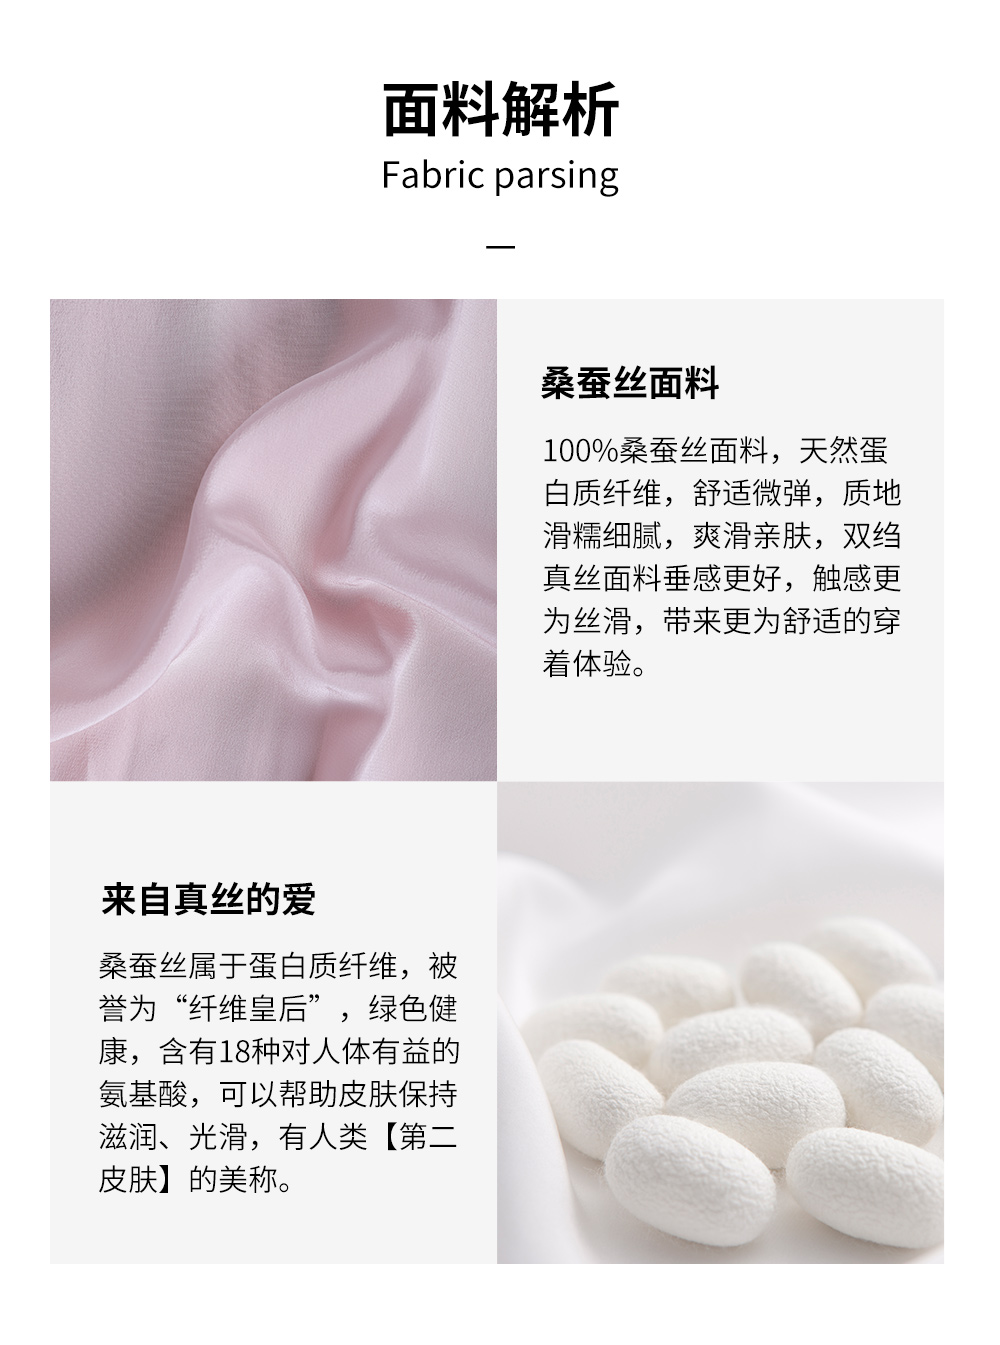 面料解析
Fabric parsing
桑蚕丝面料
100%桑蚕丝面料，天然蛋
白质纤维，舒适微弹，质地
滑糯细腻，爽滑亲肤，双绉
真丝面料垂感更好，触感更
为丝滑，带来更为舒适的穿
着体验。
来自真丝的爱
桑蚕丝属于蛋白质纤维，被
誉为“纤维皇后”，绿色健
康，含有18种对人体有益的
氨基酸，可以帮助皮肤保持
滋润、光滑，有人类【第二
皮肤】的美称。